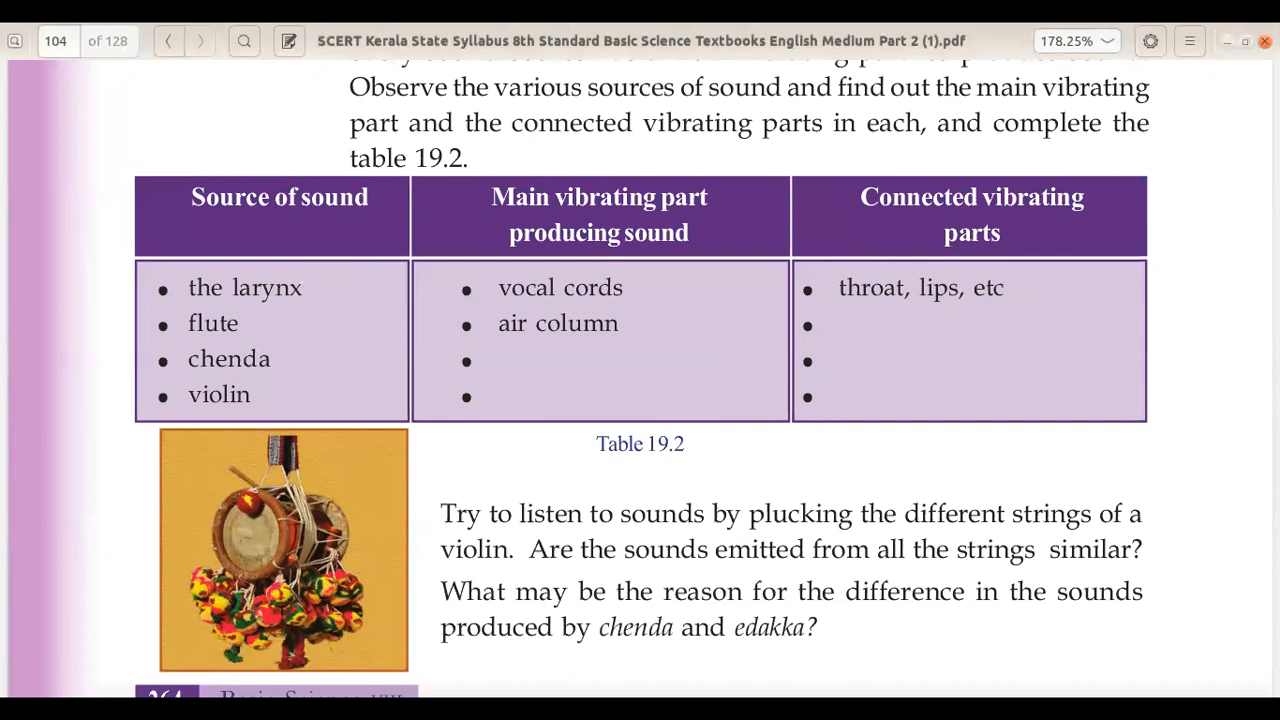 104 of 128 SCERT Kerala State Syllabus 8th Standard Basic Science Textbooks English Medium Part 2 (1).pdf 178.25%
Observe the various sources of sound and find out the main vibrating
part and the connected vibrating parts in each, and complete the
table 19.2.
Source of sound
Main vibrating part
producing sound
Connected vibrating
parts
• the larynx • vocal cords • throat, lips, etc
• flute • air column •
• chenda • •
• violin • •
Table 19.2
Try to listen to sounds by plucking the different strings of a
violin. Are the sounds emitted from all the strings similar?
What may be the reason for the difference in the sounds
produced by chenda and edakka?
264 Basic Science VIII